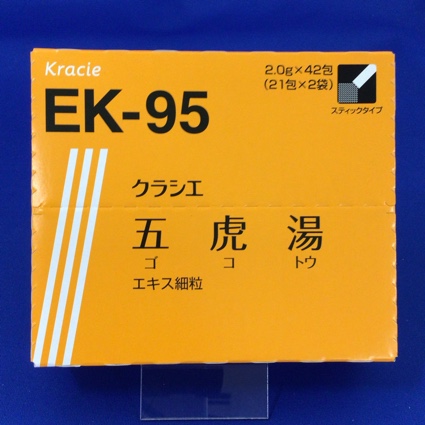 Kracie
EK-95
2.0g×42包
(21包×2袋)
スティックタイプ
クラシエ
五虎湯
ゴ コ トウ
エキス細粒